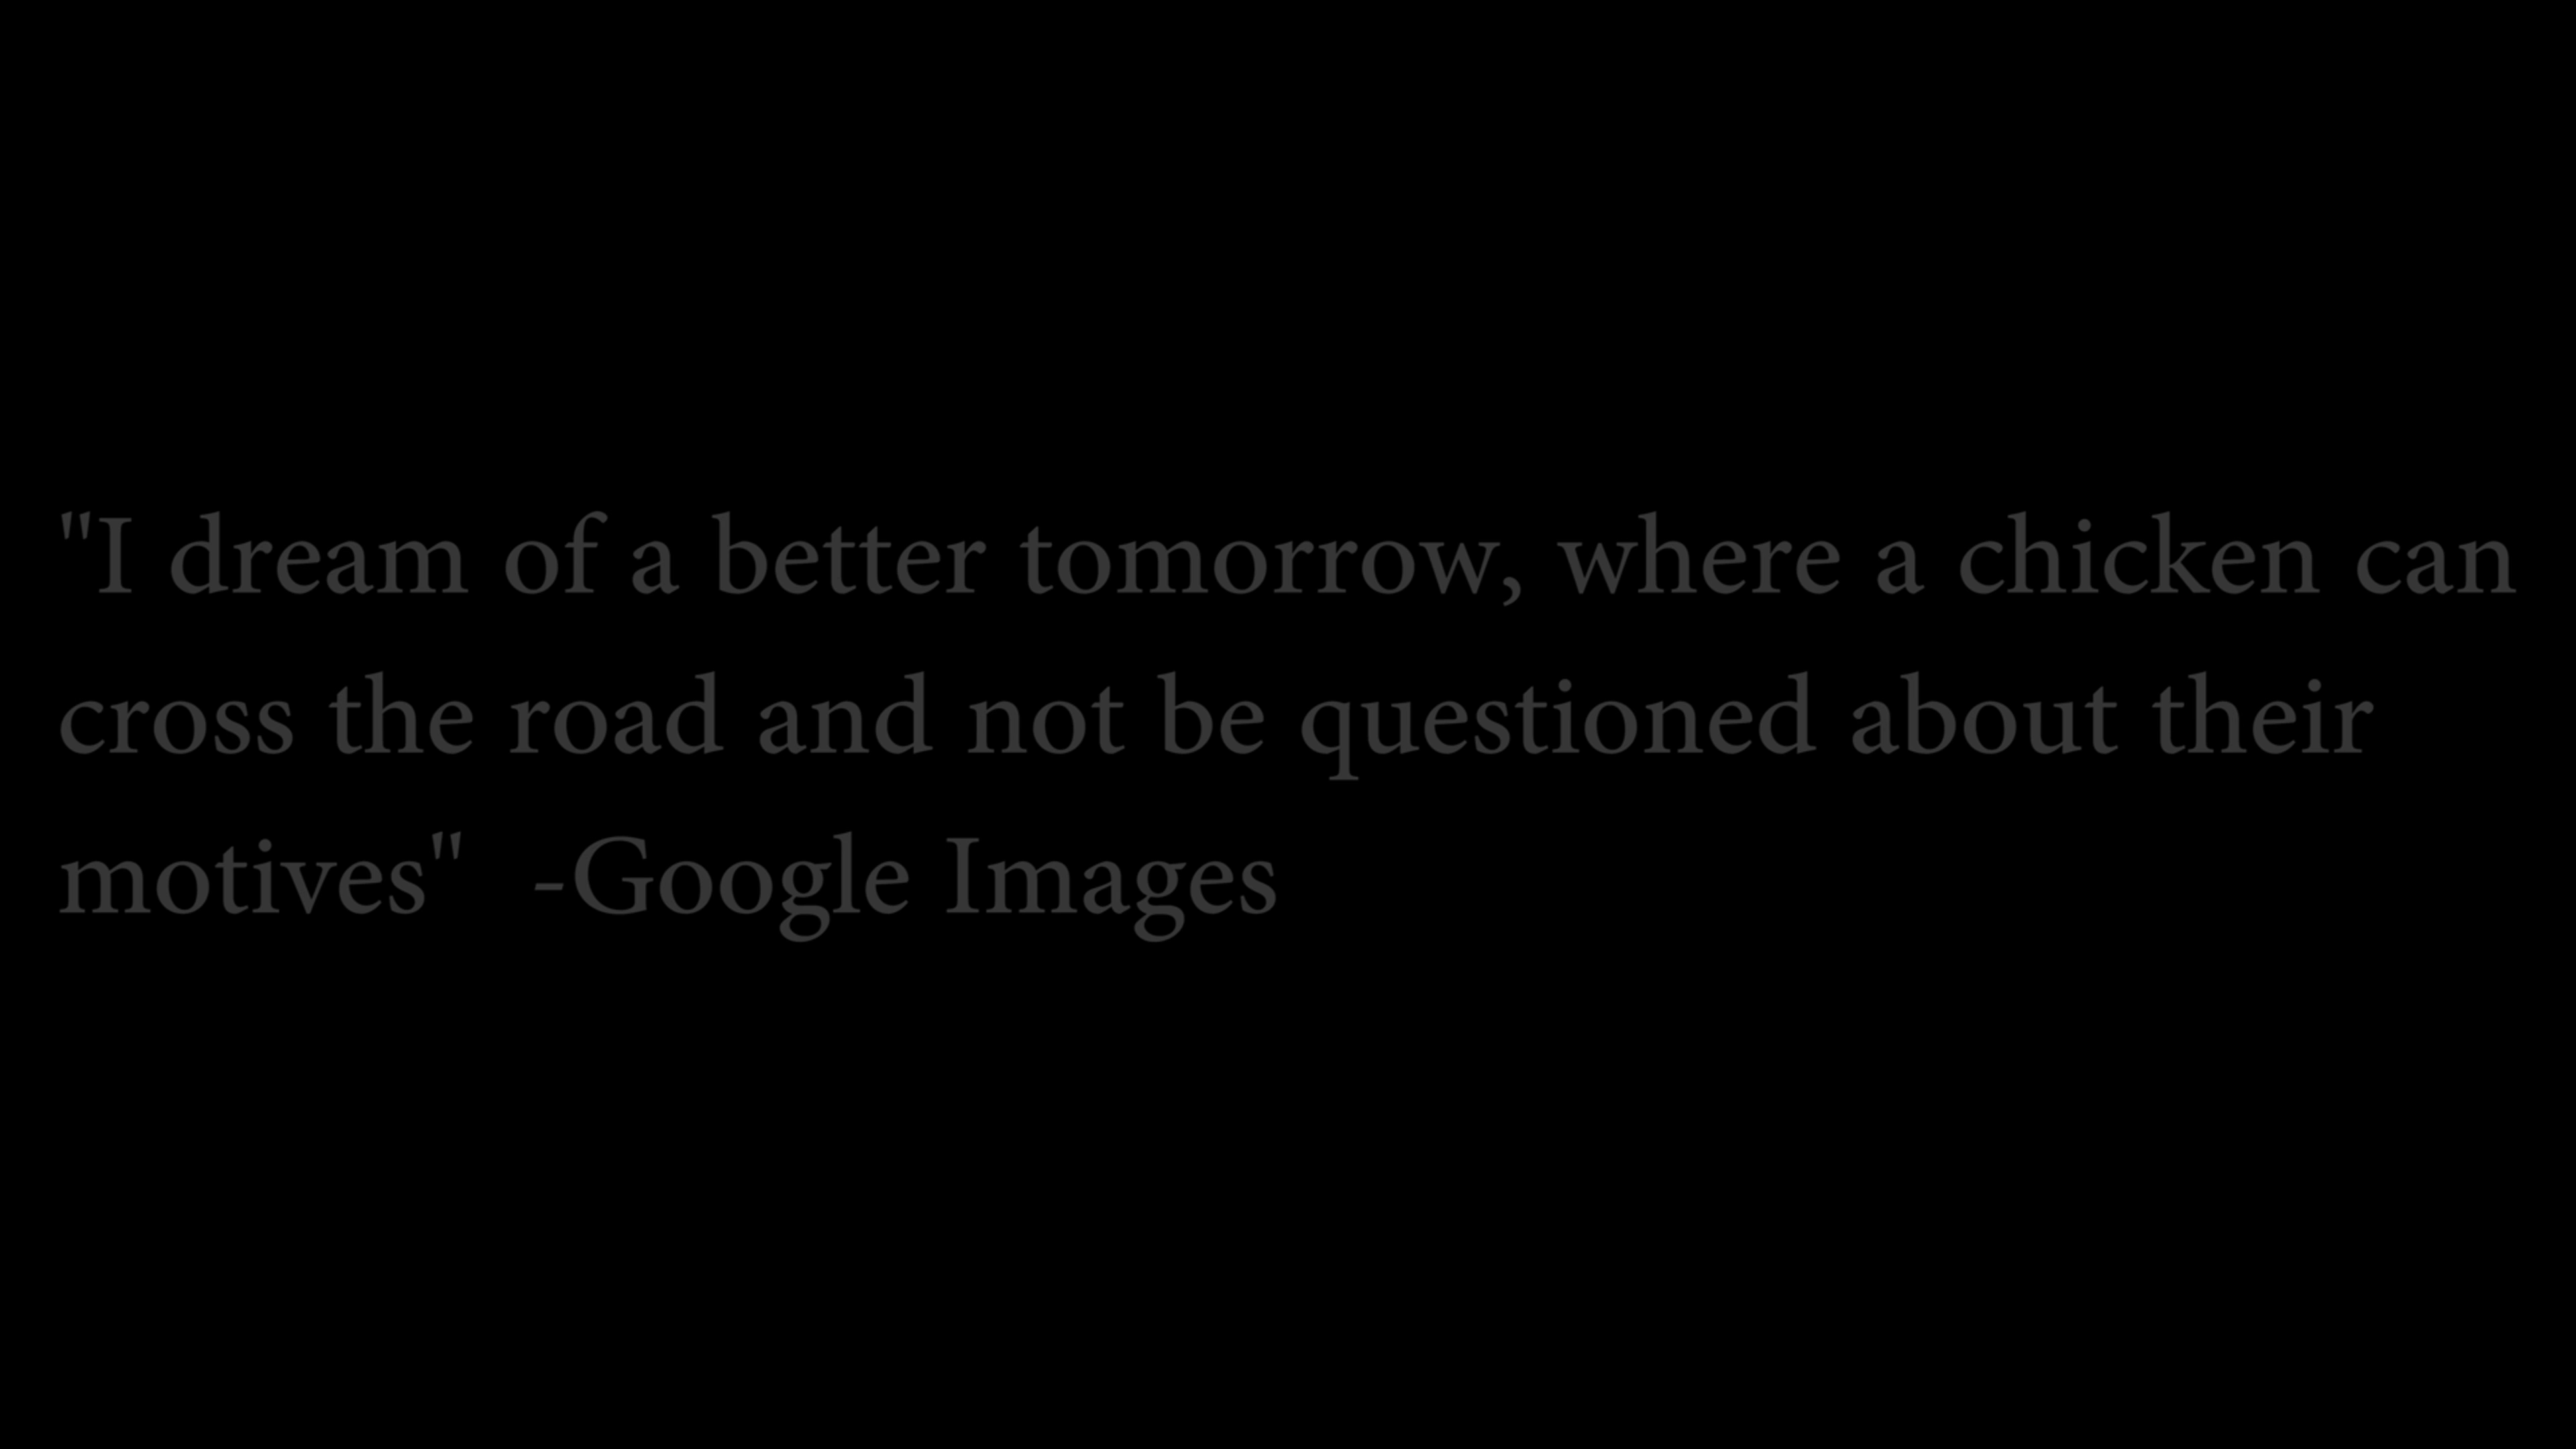 "I dream of a better tomorrow, where a chicken can
cross the road and not be questioned about their
motives"  -Google Images